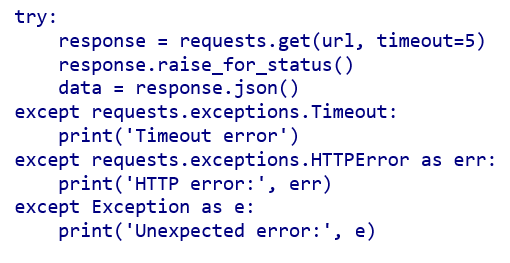 try:
    response = requests.get(url, timeout=5)
    response.raise_for_status()
    data = response.json()
except requests.exceptions.Timeout:
    print('Timeout error')
except requests.exceptions.HTTPError as err:
    print('HTTP error:', err)
except Exception as e:
    print('Unexpected error:', e)